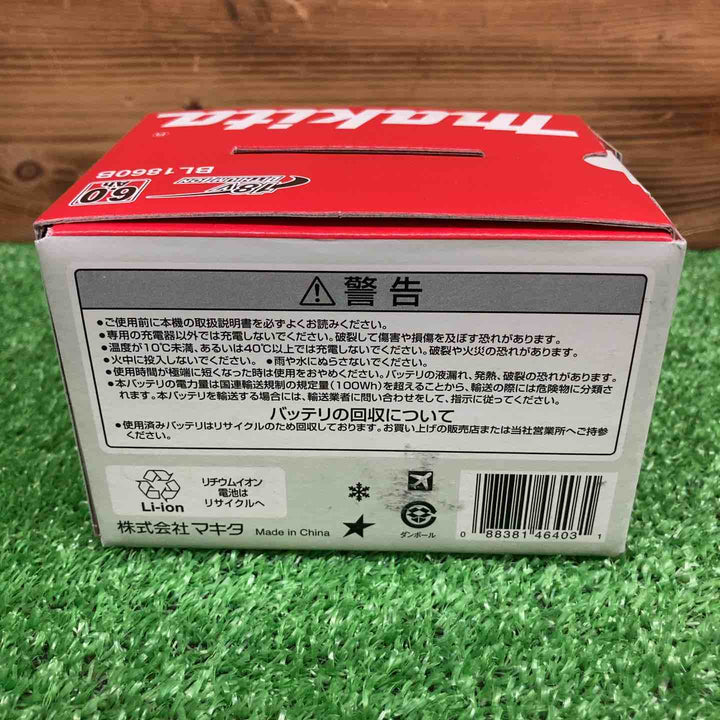 makita
BL1860B
18V
6.0
Ah
警告
●ご使用前に本機の取扱説明書を必ずよくお読みください。
●専用の充電器以外では充電しないでください。破裂して傷害や損傷を及ぼす恐れがあります。
●温度が10℃未満、あるいは40℃以上では充電しないでください。破裂や火災の恐れがあります。
●火中に投入しないでください。 ●雨や水にぬらさないでください。
●使用時間が極端に短くなった時は使用をおやめください。バッテリの液漏れ、発熱、破裂の恐れがあります。
●本バッテリの電力量は国連輸送規制の規定量(100Wh)を超えることから、輸送の際には危険物に分類さ
れます。本バッテリを輸送する場合には、輸送業者に問い合わせをして、指示に従ってください。
バッテリの回収について
●使用済みバッテリはリサイクルのため回収しております。お買い上げの販売店または当社営業所へご持参
ください。
Li-ion
リチウムイオン
電池は
リサイクルへ
株式会社マキタ Made in China
ダンボール
0 88381 46403 1